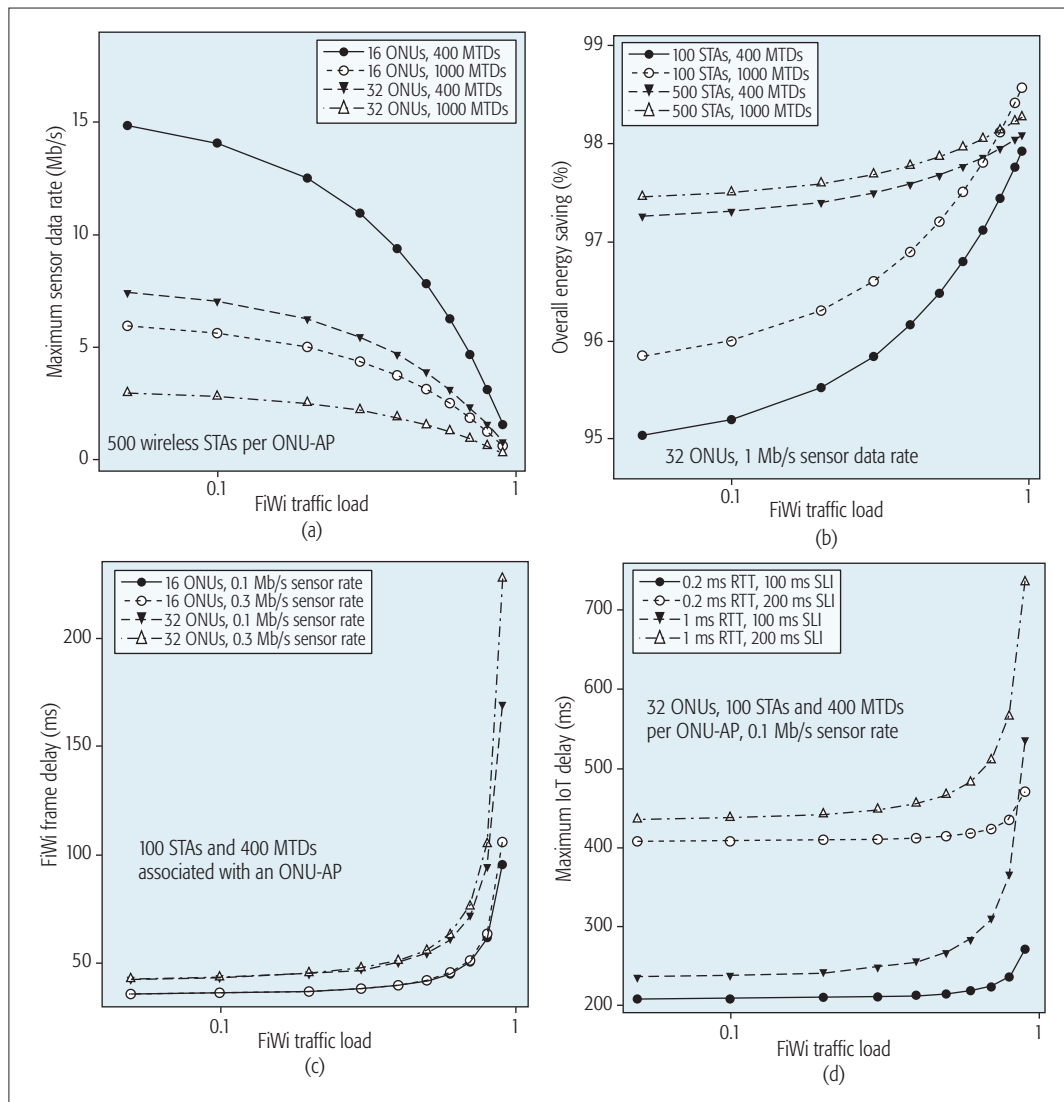 16 ONUs, 400 MTDs
16 ONUs, 1000 MTDs
32 ONUs, 400 MTDs
32 ONUs, 1000 MTDs
15
10
5
0
Maximum sensor data rate (Mb/s)
500 wireless STAs per ONU-AP
0.1
1
FiWi traffic load
(a)
99
98
97
96
95
Overall energy saving (%)
100 STAs, 400 MTDs
100 STAs, 1000 MTDs
500 STAs, 400 MTDs
500 STAs, 1000 MTDs
32 ONUs, 1 Mb/s sensor data rate
0.1
1
FiWi traffic load
(b)
16 ONUs, 0.1 Mb/s sensor rate
16 ONUs, 0.3 Mb/s sensor rate
32 ONUs, 0.1 Mb/s sensor rate
32 ONUs, 0.3 Mb/s sensor rate
200
150
100
50
FiWi frame delay (ms)
100 STAs and 400 MTDs
associated with an ONU-AP
0.1
1
FiWi traffic load
(c)
0.2 ms RTT, 100 ms SLI
0.2 ms RTT, 200 ms SLI
1 ms RTT, 100 ms SLI
1 ms RTT, 200 ms SLI
700
600
500
400
300
200
Maximum IoT delay (ms)
32 ONUs, 100 STAs and 400 MTDs
per ONU-AP, 0.1 Mb/s sensor rate
0.1
1
FiWi traffic load
(d)